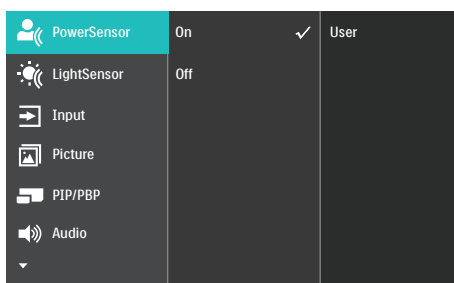 PowerSensor
On
User
LightSensor
Off
Input
Picture
PIP/PBP
Audio